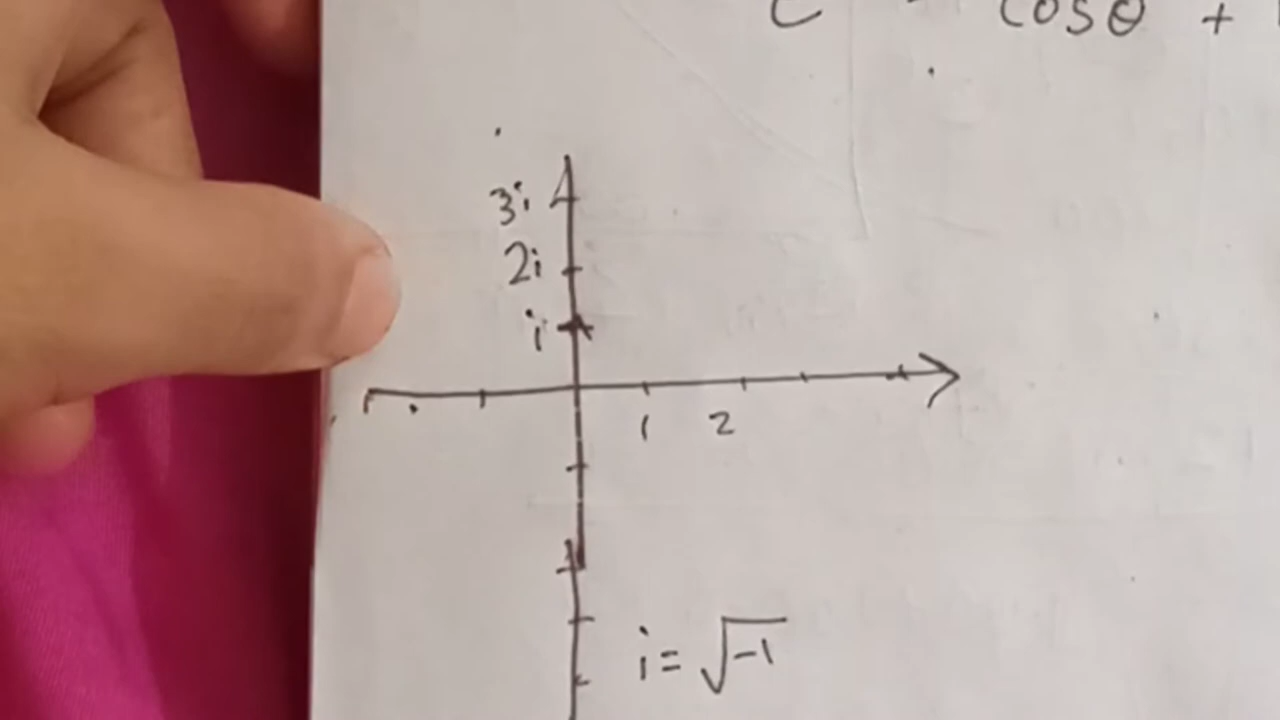 cosθ +
3i
2i
i
1 2
i = √-1